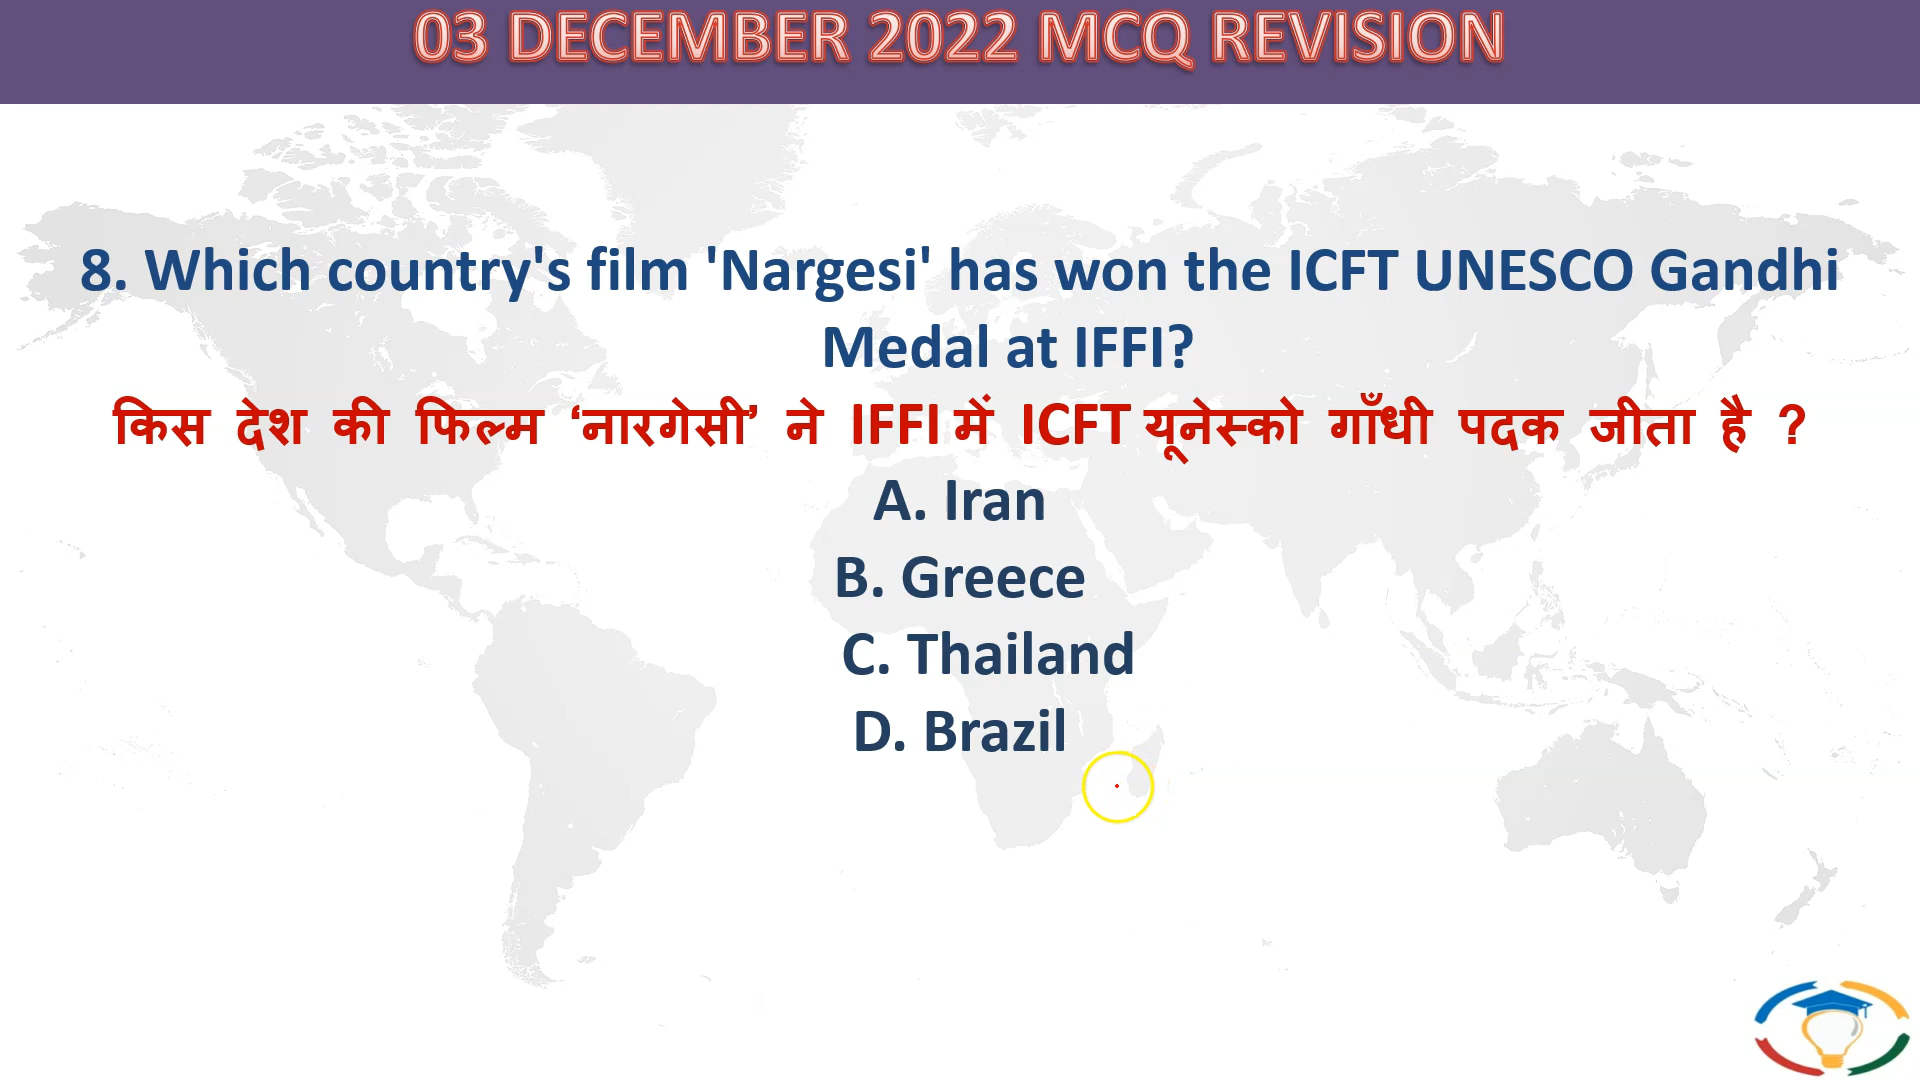 03 DECEMBER 2022 MCQ REVISION
8. Which country's film 'Nargesi' has won the ICFT UNESCO Gandhi
Medal at IFFI?
किस देश की फिल्म ‘नारगेसी’ ने IFFI में ICFT यूनेस्को गाँधी पदक जीता है ?
A. Iran
B. Greece
C. Thailand
D. Brazil